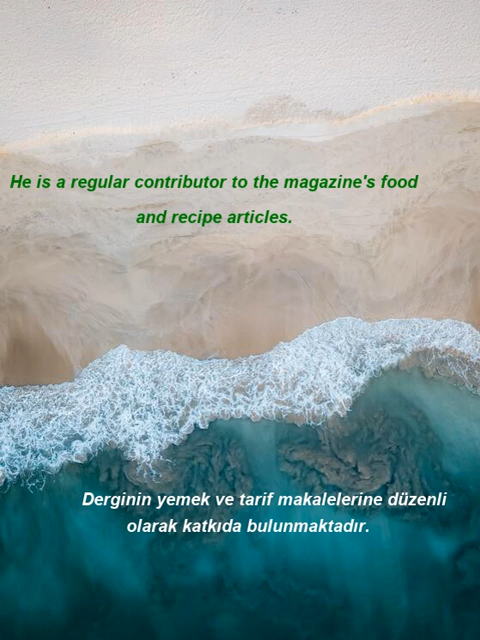 He is a regular contributor to the magazine's food
and recipe articles.
Derginin yemek ve tarif makalelerine düzenli
olarak katkıda bulunmaktadır.